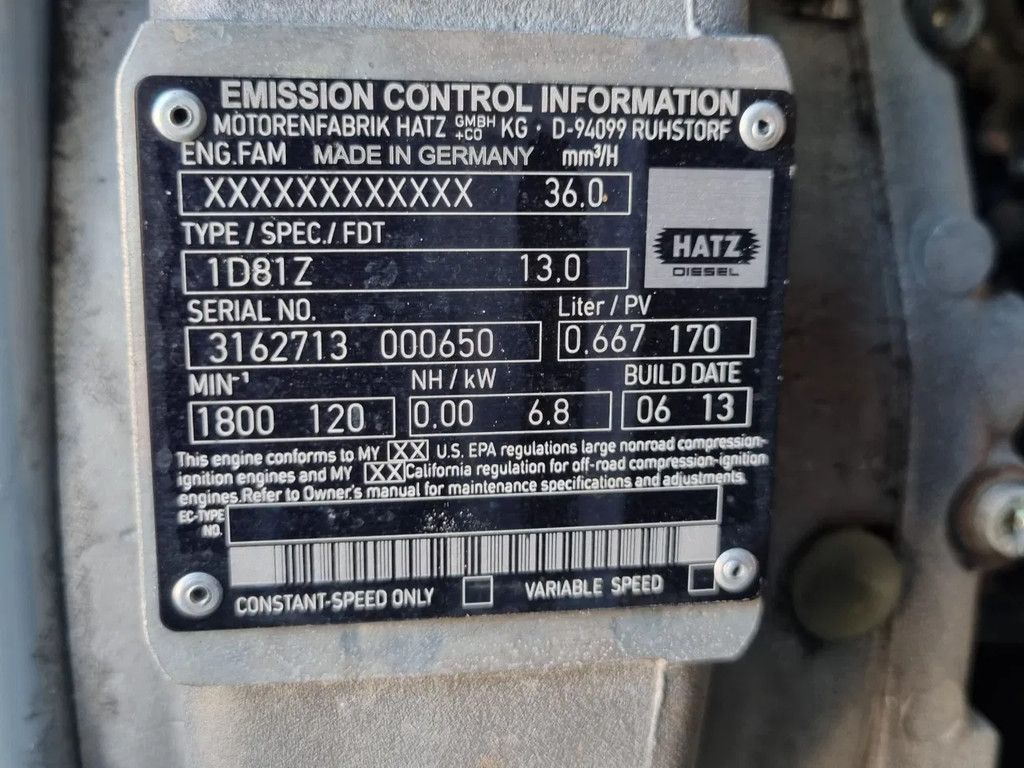 EMISSION CONTROL INFORMATION
MOTORENFABRIK HATZ GMBH +CO KG · D-94099 RUHSTORF
ENG.FAM MADE IN GERMANY mm³/H
XXXXXXXXXXXX 36.0
TYPE / SPEC./ FDT
1D81Z 13.0
HATZ
DIESEL
SERIAL NO. Liter / PV
3162713 000650 0.667 170
MIN⁻¹ NH / kW BUILD DATE
1800 120 0.00 6.8 06 13
This engine conforms to MY XX U.S. EPA regulations large nonroad compression-
ignition engines and MY XX California regulation for off-road compression-ignition
engines.Refer to Owner's manual for maintenance specifications and adjustments.
EC-TYPE
NO.
CONSTANT-SPEED ONLY VARIABLE SPEED